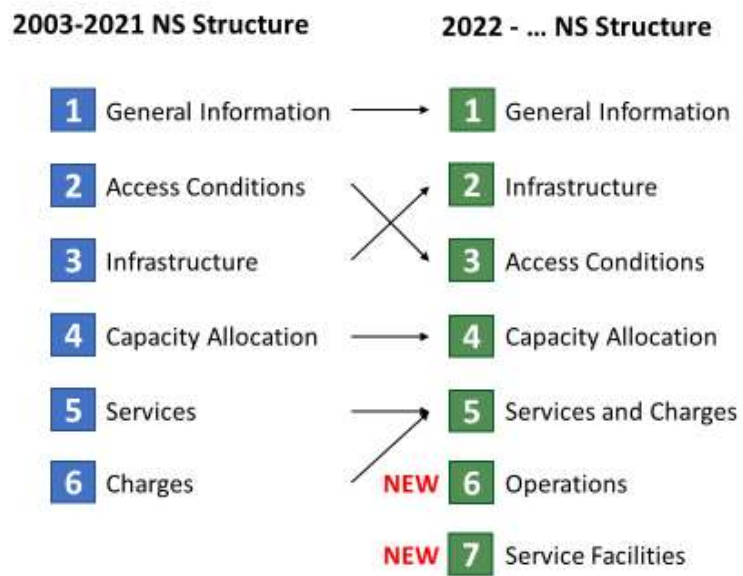 2003-2021 NS Structure
1 General Information
2 Access Conditions
3 Infrastructure
4 Capacity Allocation
5 Services
6 Charges
2022 - ... NS Structure
1 General Information
2 Infrastructure
3 Access Conditions
4 Capacity Allocation
5 Services and Charges
NEW 6 Operations
NEW 7 Service Facilities